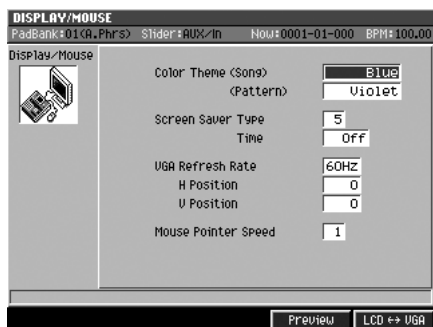 DISPLAY/MOUSE
PadBank:01(A.Phrs) Slider:AUX/In Now:0001-01-000 BPM:100.00
Display/Mouse
Color Theme (Song) Blue
(Pattern) Violet
Screen Saver Type 5
Time Off
VGA Refresh Rate 60Hz
H Position 0
V Position 0
Mouse Pointer Speed 1
Preview LCD ↔ VGA